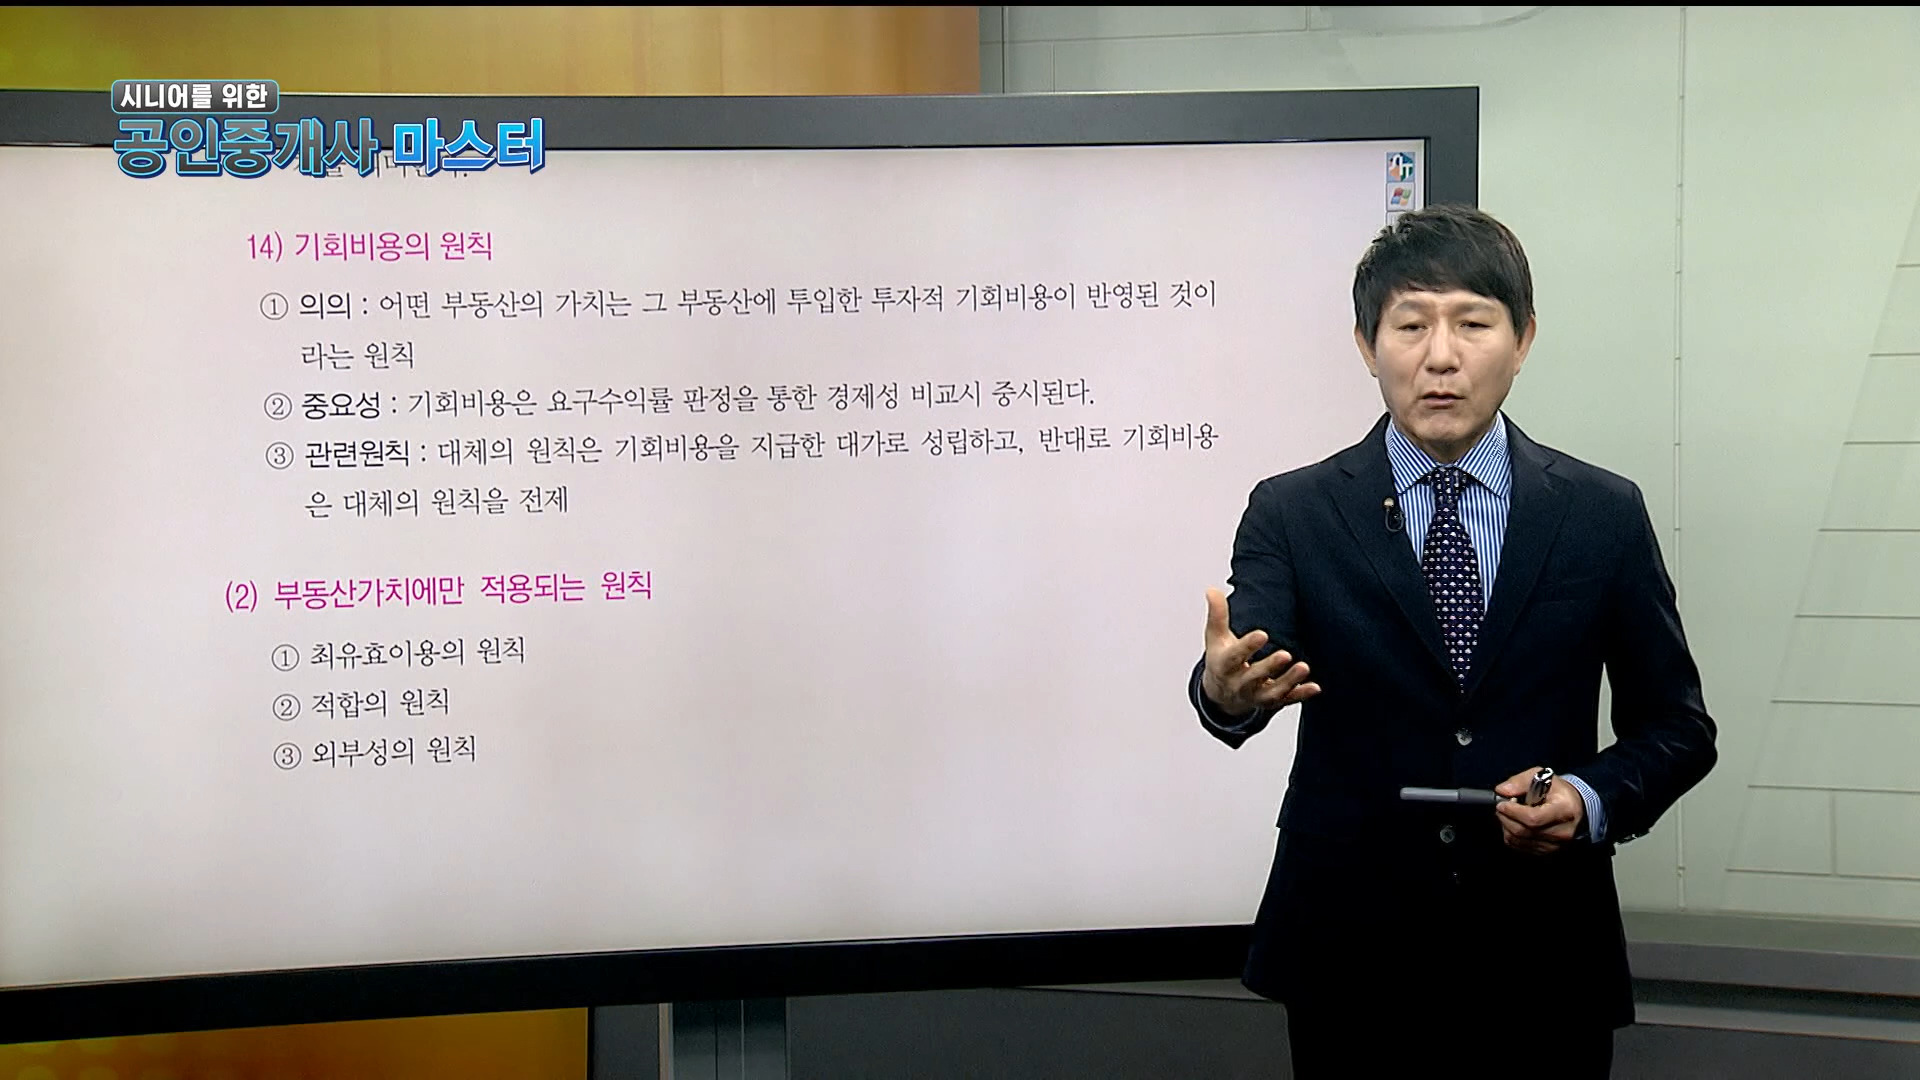 시니어를 위한
공인중개사 마스터
14) 기회비용의 원칙
① 의의 : 어떤 부동산의 가치는 그 부동산에 투입한 투자적 기회비용이 반영된 것이
라는 원칙
② 중요성 : 기회비용은 요구수익률 판정을 통한 경제성 비교시 중시된다.
③ 관련원칙 : 대체의 원칙은 기회비용을 지급한 대가로 성립하고, 반대로 기회비용
은 대체의 원칙을 전제
(2) 부동산가치에만 적용되는 원칙
① 최유효이용의 원칙
② 적합의 원칙
③ 외부성의 원칙